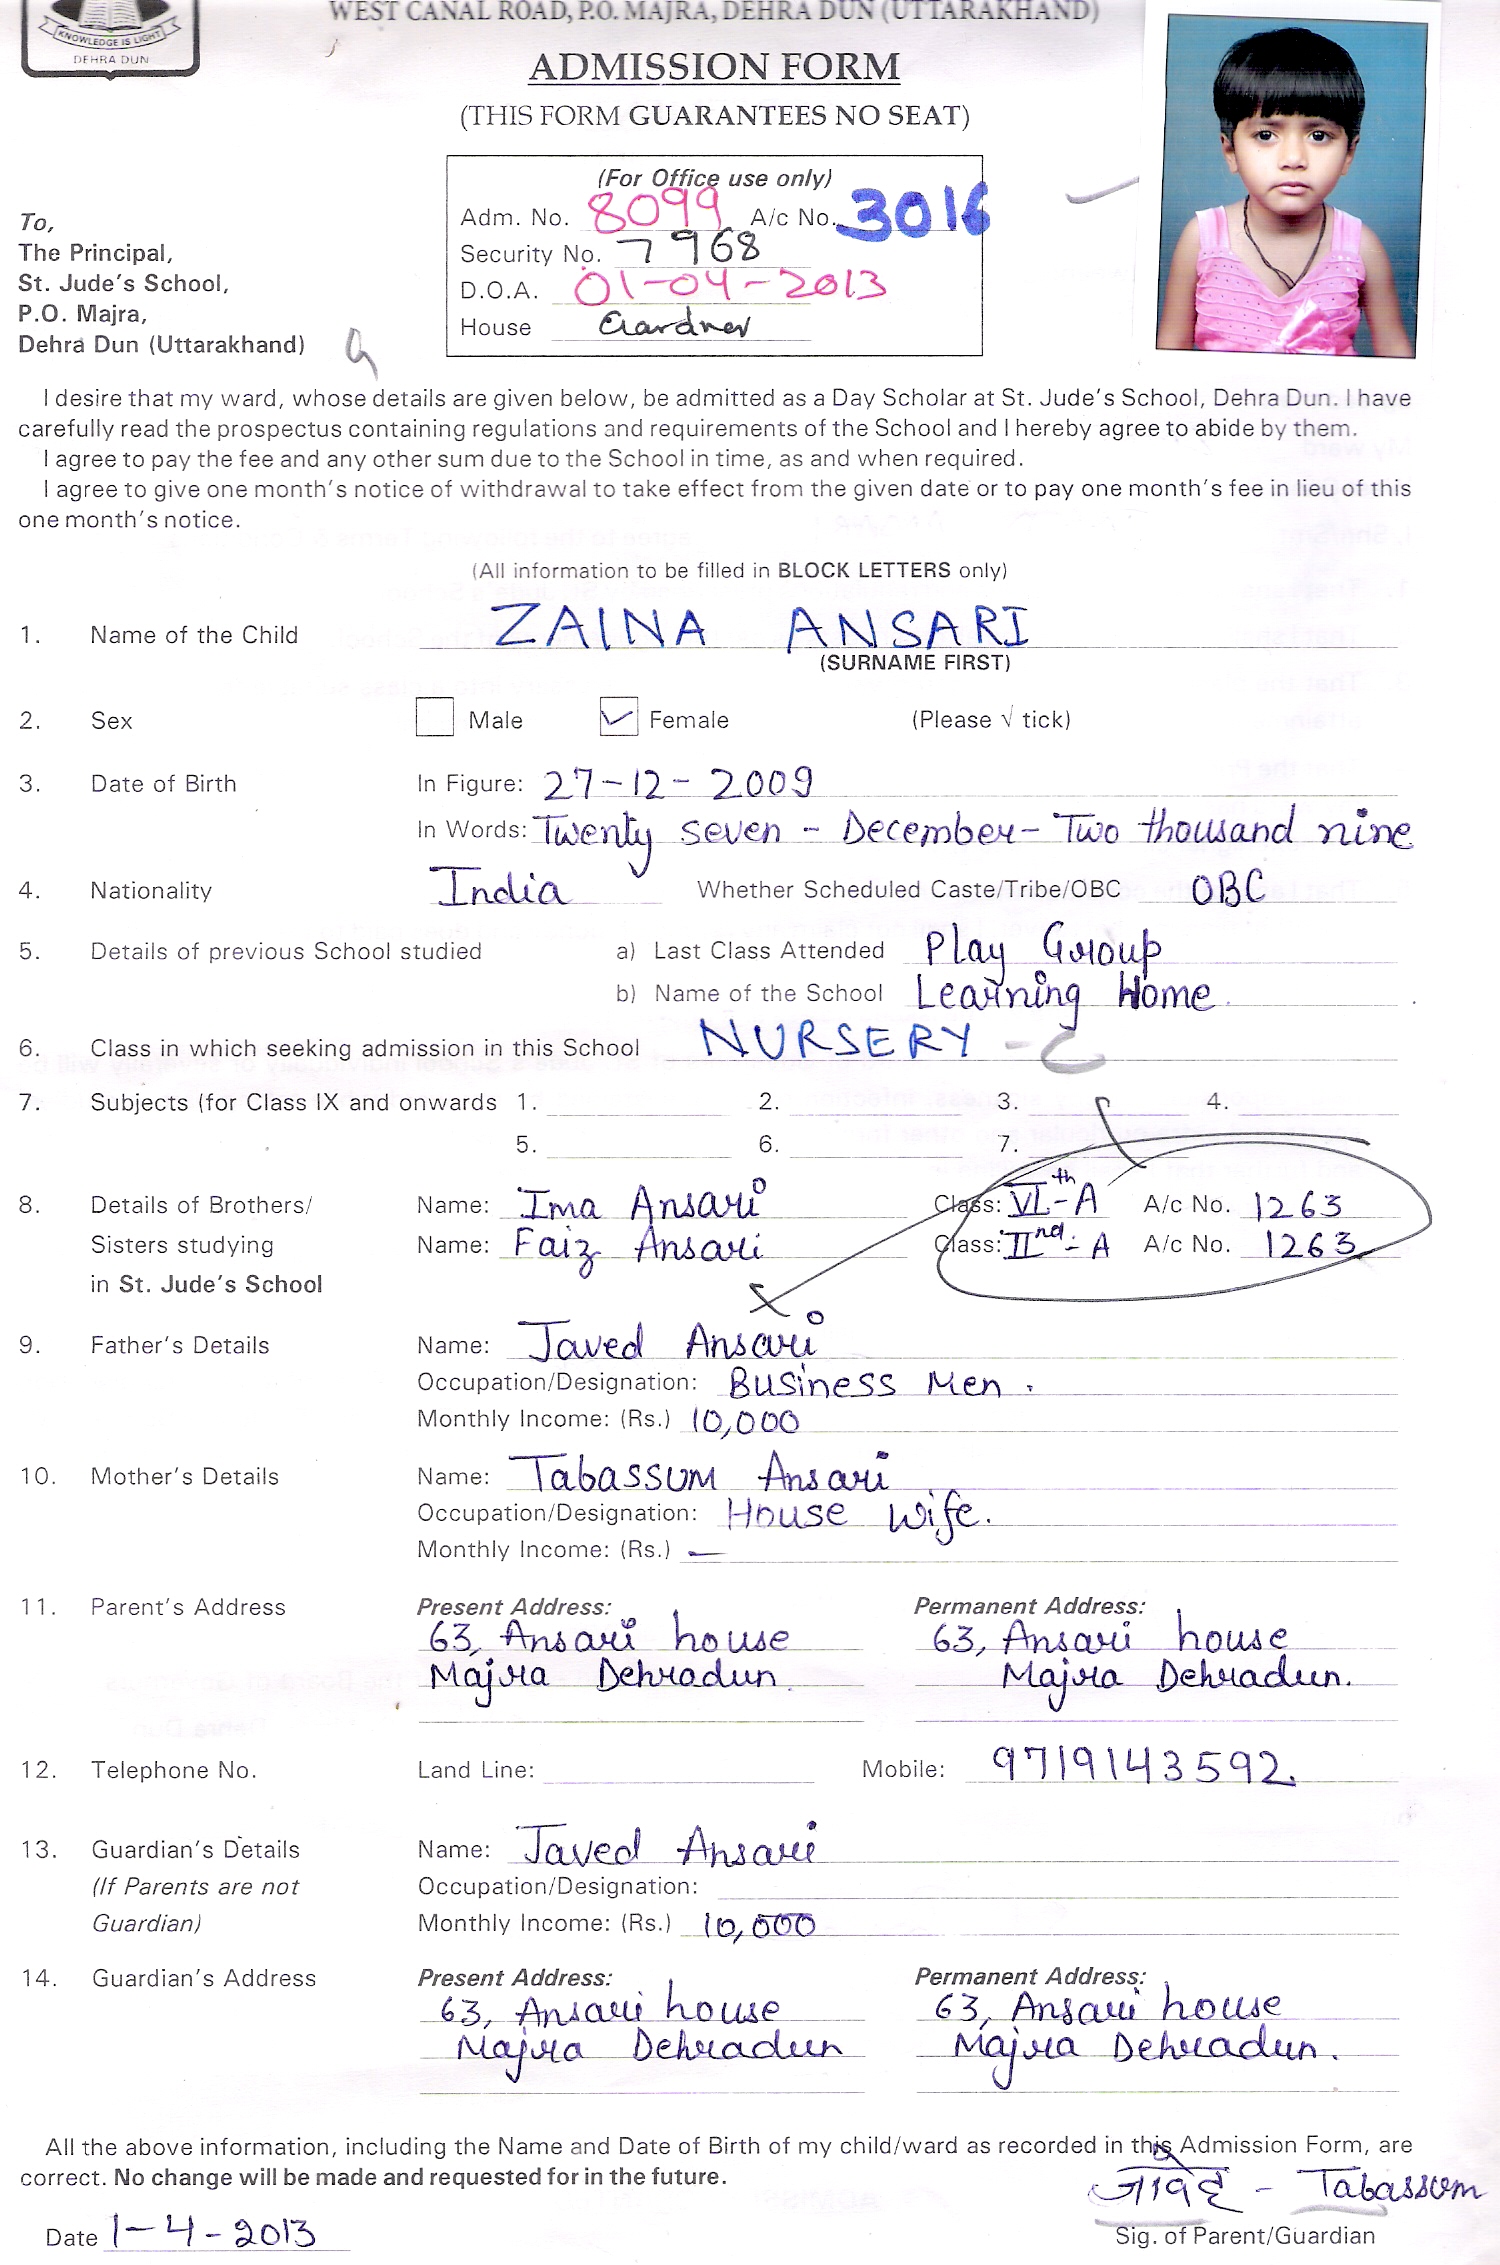 WEST CANAL ROAD, P.O. MAJRA, DEHRA DUN (UTTARAKHAND)
KNOWLEDGE IS LIGHT
DEHRA DUN
ADMISSION FORM
(THIS FORM GUARANTEES NO SEAT)
(For Office use only)
Adm. No. 8099 A/c No. 3016
Security No. 7968
D.O.A. 01-04-2013
House Gardner
To,
The Principal,
St. Jude's School,
P.O. Majra,
Dehra Dun (Uttarakhand)
I desire that my ward, whose details are given below, be admitted as a Day Scholar at St. Jude's School, Dehra Dun. I have
carefully read the prospectus containing regulations and requirements of the School and I hereby agree to abide by them.
I agree to pay the fee and any other sum due to the School in time, as and when required.
I agree to give one month's notice of withdrawal to take effect from the given date or to pay one month's fee in lieu of this
one month's notice.
(All information to be filled in BLOCK LETTERS only)
1. Name of the Child ZAINA ANSARI
(SURNAME FIRST)
2. Sex Male ✓ Female (Please √ tick)
3. Date of Birth In Figure: 27-12-2009
In Words: Twenty seven - December - Two thousand nine
4. Nationality India Whether Scheduled Caste/Tribe/OBC OBC
5. Details of previous School studied a) Last Class Attended Play Group
b) Name of the School Learning Home.
6. Class in which seeking admission in this School NURSERY - C
7. Subjects (for Class IX and onwards 1. 2. 3. 4.
5. 6. 7.
8. Details of Brothers/ Name: Ima Ansari Class: VIth-A A/c No. 1263
Sisters studying Name: Faiz Ansari Class: IInd-A A/c No. 1263
in St. Jude's School
9. Father's Details Name: Javed Ansari
Occupation/Designation: Business Men.
Monthly Income: (Rs.) 10,000
10. Mother's Details Name: Tabassum Ansari
Occupation/Designation: House Wife.
Monthly Income: (Rs.) —
11. Parent's Address Present Address: Permanent Address:
63, Ansari house 63, Ansari house
Majra Dehradun. Majra Dehradun.
12. Telephone No. Land Line: Mobile: 9719143592.
13. Guardian's Details Name: Javed Ansari
(If Parents are not Occupation/Designation:
Guardian) Monthly Income: (Rs.) 10,000
14. Guardian's Address Present Address: Permanent Address:
63, Ansari house 63, Ansari house
Majra Dehradun Majra Dehradun.
All the above information, including the Name and Date of Birth of my child/ward as recorded in this Admission Form, are
correct. No change will be made and requested for in the future.
जावेद - Tabassum
Date 1-4-2013 Sig. of Parent/Guardian